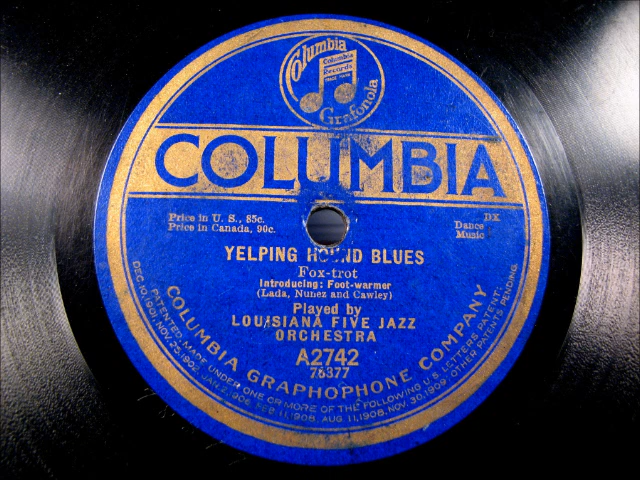 Columbia
Columbia
Records
TRADE MARK
Grafonola
COLUMBIA
Price in U. S., 85c.
Price in Canada, 90c.
DX
Dance
Music
YELPING HOUND BLUES
Fox-trot
Introducing: Foot-warmer
(Lada, Nunez and Cawley)
Played by
LOUISIANA FIVE JAZZ
ORCHESTRA
A2742
78377
COLUMBIA GRAPHOPHONE COMPANY
PATENTED. MADE UNDER ONE OR MORE OF THE FOLLOWING U.S. LETTERS PATENT:
DEC. 10, 1901, NOV. 25, 1902, JAN. 2, 1906, FEB. 11, 1908, AUG. 11, 1908, NOV. 30, 1909. OTHER PATENTS PENDING.